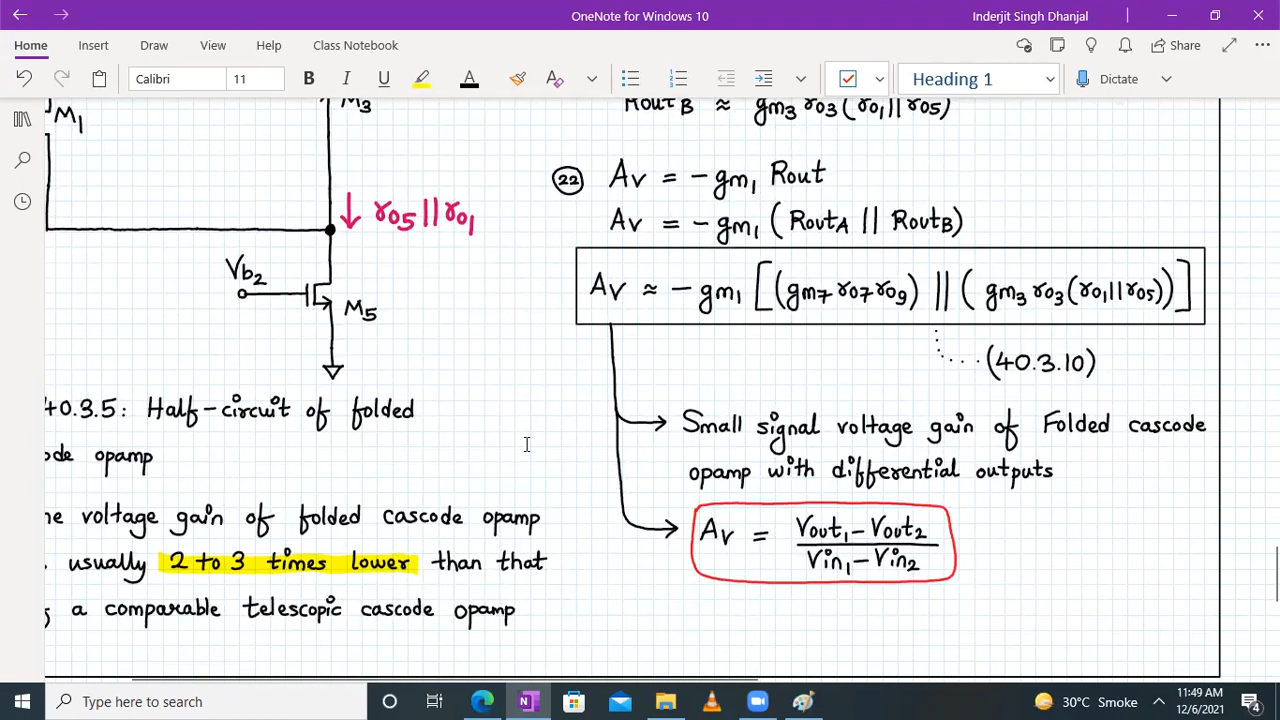 OneNote for Windows 10
Inderjit Singh Dhanjal
Home Insert Draw View Help Class Notebook Share
Calibri 11 B I U A Heading 1 Dictate
M1
M3
↓ ro5||ro1
Vb2
M5
40.3.5: Half-circuit of folded
ode opamp
he voltage gain of folded cascode opamp
usually 2 to 3 times lower than that
a comparable telescopic cascode opamp
RoutB ≈ gm3 ro3(ro1||ro5)
22 Av = -gm1 Rout
Av = -gm1 (RoutA || RoutB)
Av ≈ -gm1 [(gm7 ro7 ro9) || (gm3 ro3(ro1||ro5))]
(40.3.10)
Small signal voltage gain of Folded cascode
opamp with differential outputs
Av = Vout1 - Vout2
Vin1 - Vin2
Type here to search
30°C Smoke
11:49 AM
12/6/2021
4